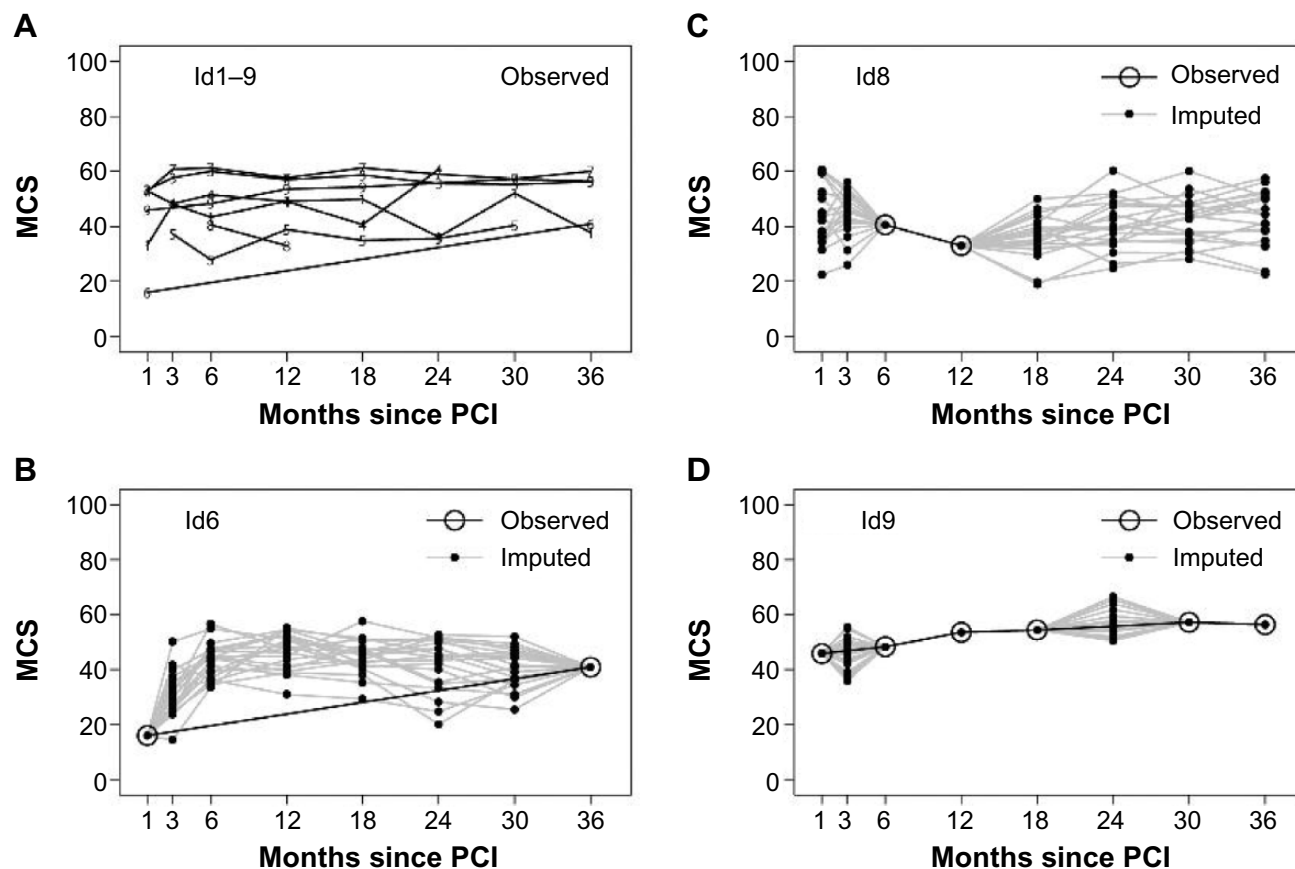 A
Id1–9 Observed
100
80
60
40
20
0
MCS
1 3 6 12 18 24 30 36
Months since PCI
B
Id6
Observed
Imputed
100
80
60
40
20
0
MCS
1 3 6 12 18 24 30 36
Months since PCI
C
Id8
Observed
Imputed
100
80
60
40
20
0
MCS
1 3 6 12 18 24 30 36
Months since PCI
D
Id9
Observed
Imputed
100
80
60
40
20
0
MCS
1 3 6 12 18 24 30 36
Months since PCI